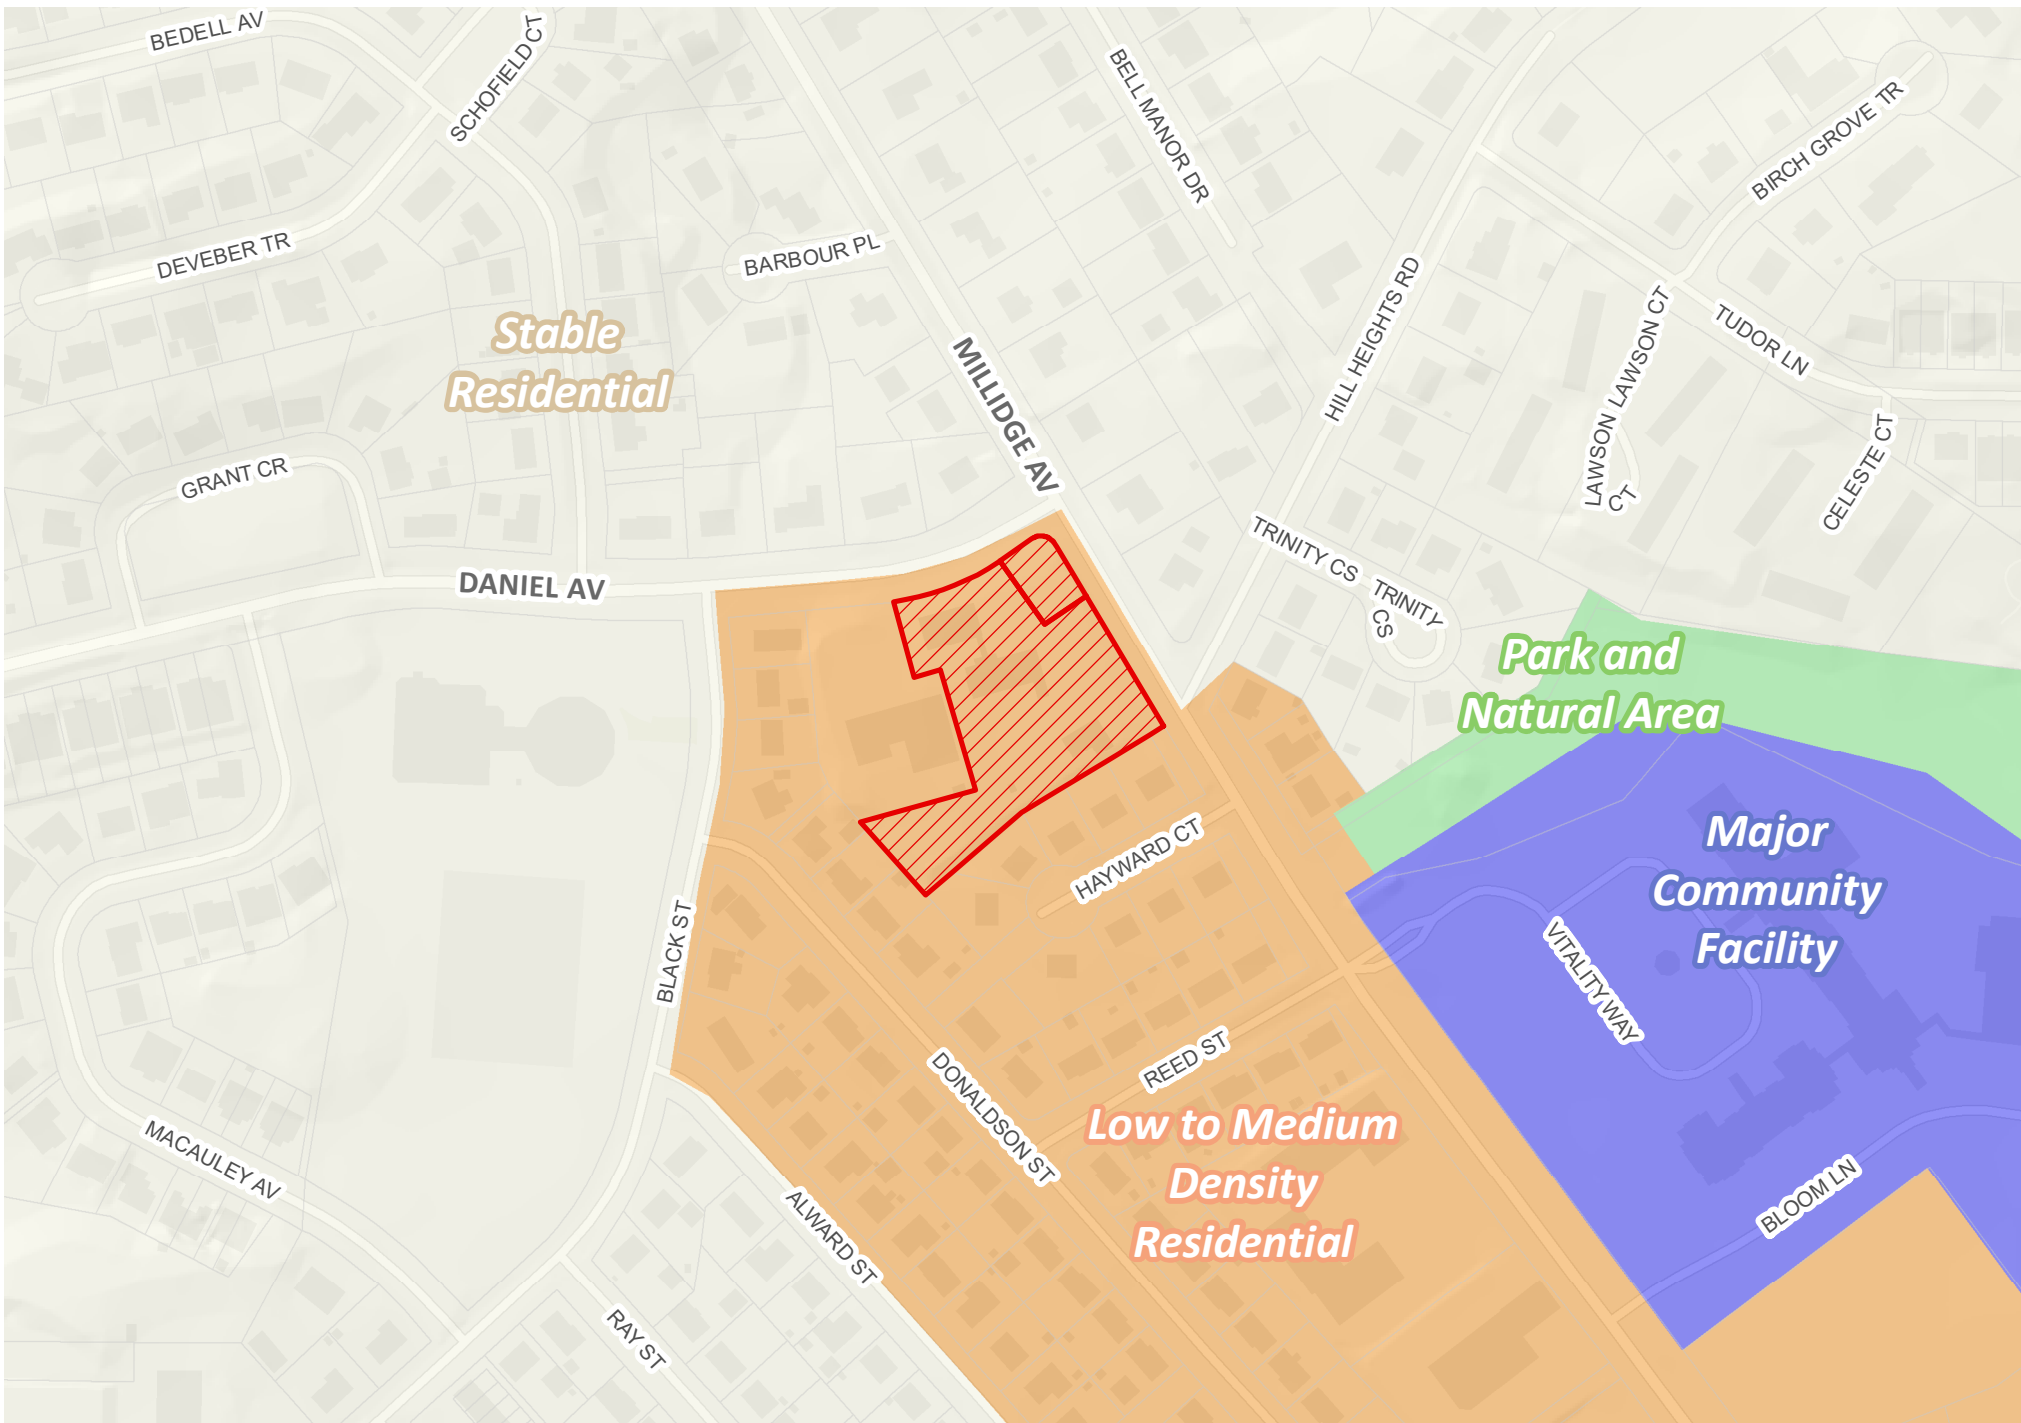 BEDELL AV
SCHOFIELD CT
BELL MANOR DR
BIRCH GROVE TR
DEVEBER TR
BARBOUR PL
HILL HEIGHTS RD
Stable
Residential
MILLIDGE AV
LAWSON LAWSON CT
CT
TUDOR LN
CELESTE CT
GRANT CR
TRINITY CS
TRINITY
CS
DANIEL AV
Park and
Natural Area
Major
Community
Facility
HAYWARD CT
BLACK ST
VITALITY WAY
REED ST
DONALDSON ST
Low to Medium
Density
Residential
MACAULEY AV
ALWARD ST
BLOOM LN
RAY ST